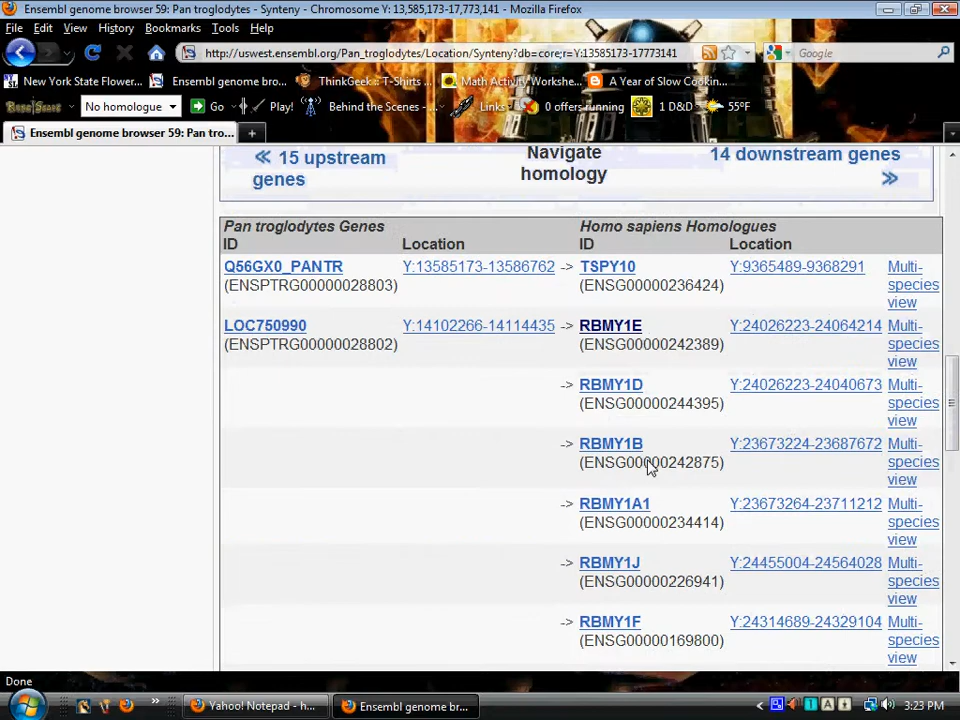 Ensembl genome browser 59: Pan troglodytes - Synteny - Chromosome Y: 13,585,173-17,773,141 - Mozilla Firefox
File Edit View History Bookmarks Tools Help
http://uswest.ensembl.org/Pan_troglodytes/Location/Synteny?db=core;r=Y:13585173-17773141 Google
New York State Flower... Ensembl genome bro... ThinkGeek :: T-Shirts ... Math Activity Workshe... A Year of Slow Cookin...
RuneScape No homologue Go Play! Behind the Scenes - ... Links 0 offers running 1 D&D 55°F
Ensembl genome browser 59: Pan tro...
15 upstream genes
Navigate homology
14 downstream genes
Pan troglodytes Genes Homo sapiens Homologues
ID Location ID Location
Q56GX0_PANTR Y:13585173-13586762 -> TSPY10 Y:9365489-9368291 Multi-
(ENSPTRG00000028803) (ENSG00000236424) species
view
LOC750990 Y:14102266-14114435 -> RBMY1E Y:24026223-24064214 Multi-
(ENSPTRG00000028802) (ENSG00000242389) species
view
-> RBMY1D Y:24026223-24040673 Multi-
(ENSG00000244395) species
view
-> RBMY1B Y:23673224-23687672 Multi-
(ENSG00000242875) species
view
-> RBMY1A1 Y:23673264-23711212 Multi-
(ENSG00000234414) species
view
-> RBMY1J Y:24455004-24564028 Multi-
(ENSG00000226941) species
view
-> RBMY1F Y:24314689-24329104 Multi-
(ENSG00000169800) species
view
Done
Yahoo! Notepad - h... Ensembl genome br... 3:23 PM